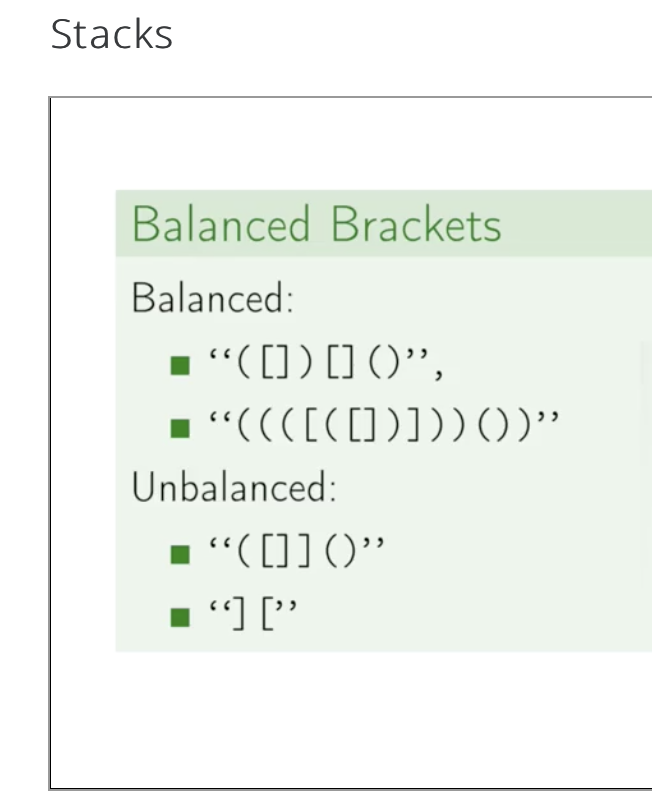 Stacks
Balanced Brackets
Balanced:
“([])[]()”,
“((([([])]))())”
Unbalanced:
“([]]()”
“][”